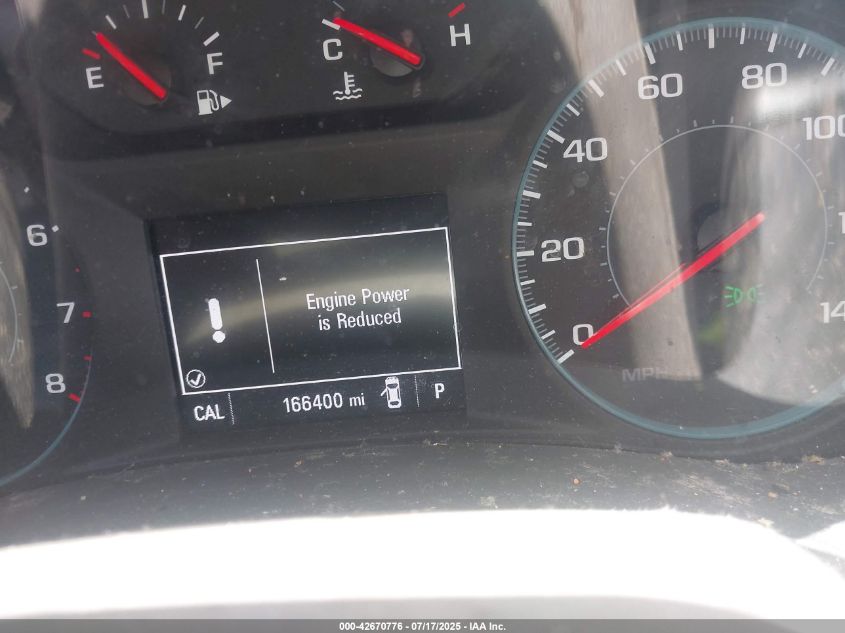 E
F
C
H
6
7
8
0
20
40
60
80
100
14
MPH
Engine Power
is Reduced
CAL
166400 mi
P
000-42670776 - 07/17/2025 - IAA Inc.